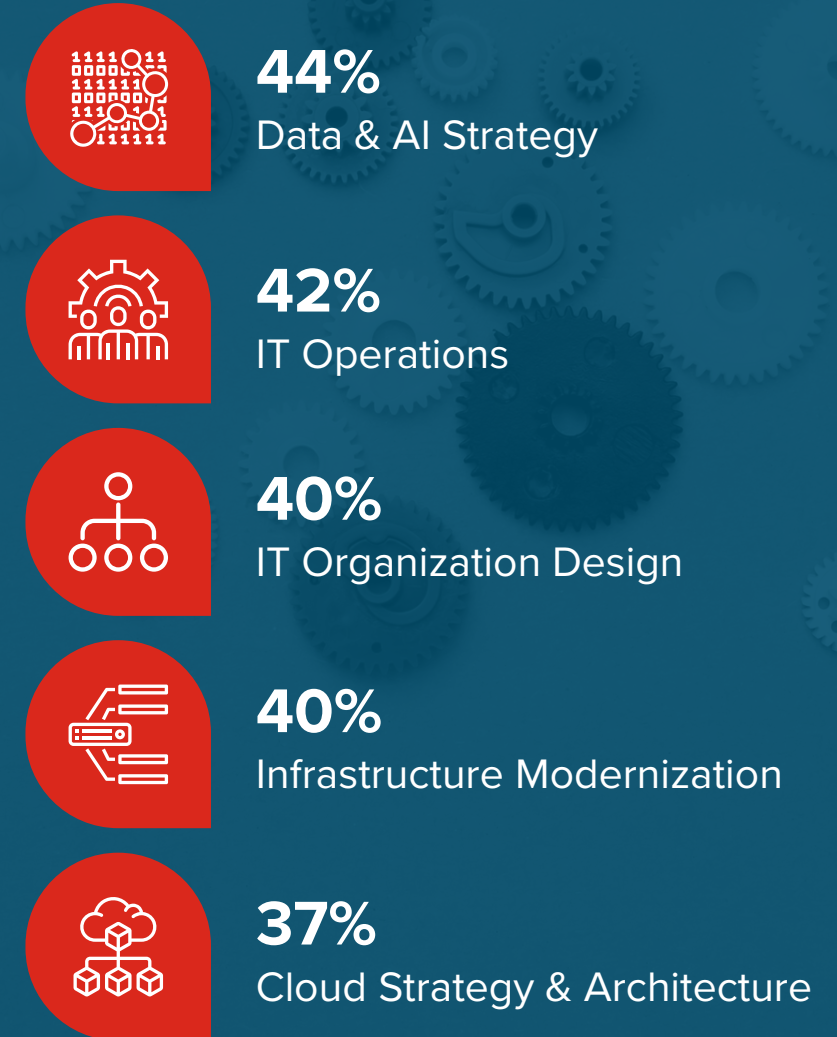 44%
Data & AI Strategy
42%
IT Operations
40%
IT Organization Design
40%
Infrastructure Modernization
37%
Cloud Strategy & Architecture